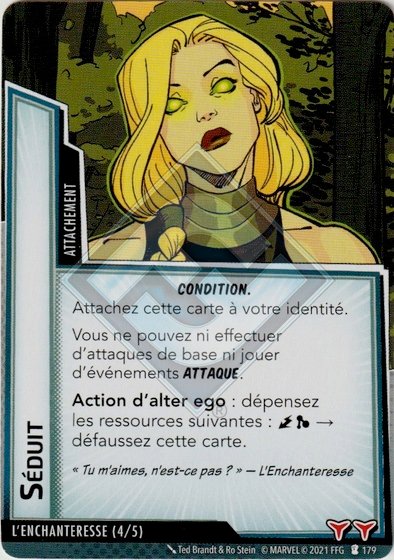 ATTACHEMENT
CONDITION.
Attachez cette carte à votre identité.
Vous ne pouvez ni effectuer
d'attaques de base ni jouer
d'événements ATTAQUE.
Action d'alter ego : dépensez
les ressources suivantes : →
défaussez cette carte.
« Tu m'aimes, n'est-ce pas ? » — L'Enchanteresse
SÉDUIT
L'ENCHANTERESSE (4/5)
Ted Brandt & Ro Stein © MARVEL © 2021 FFG 179